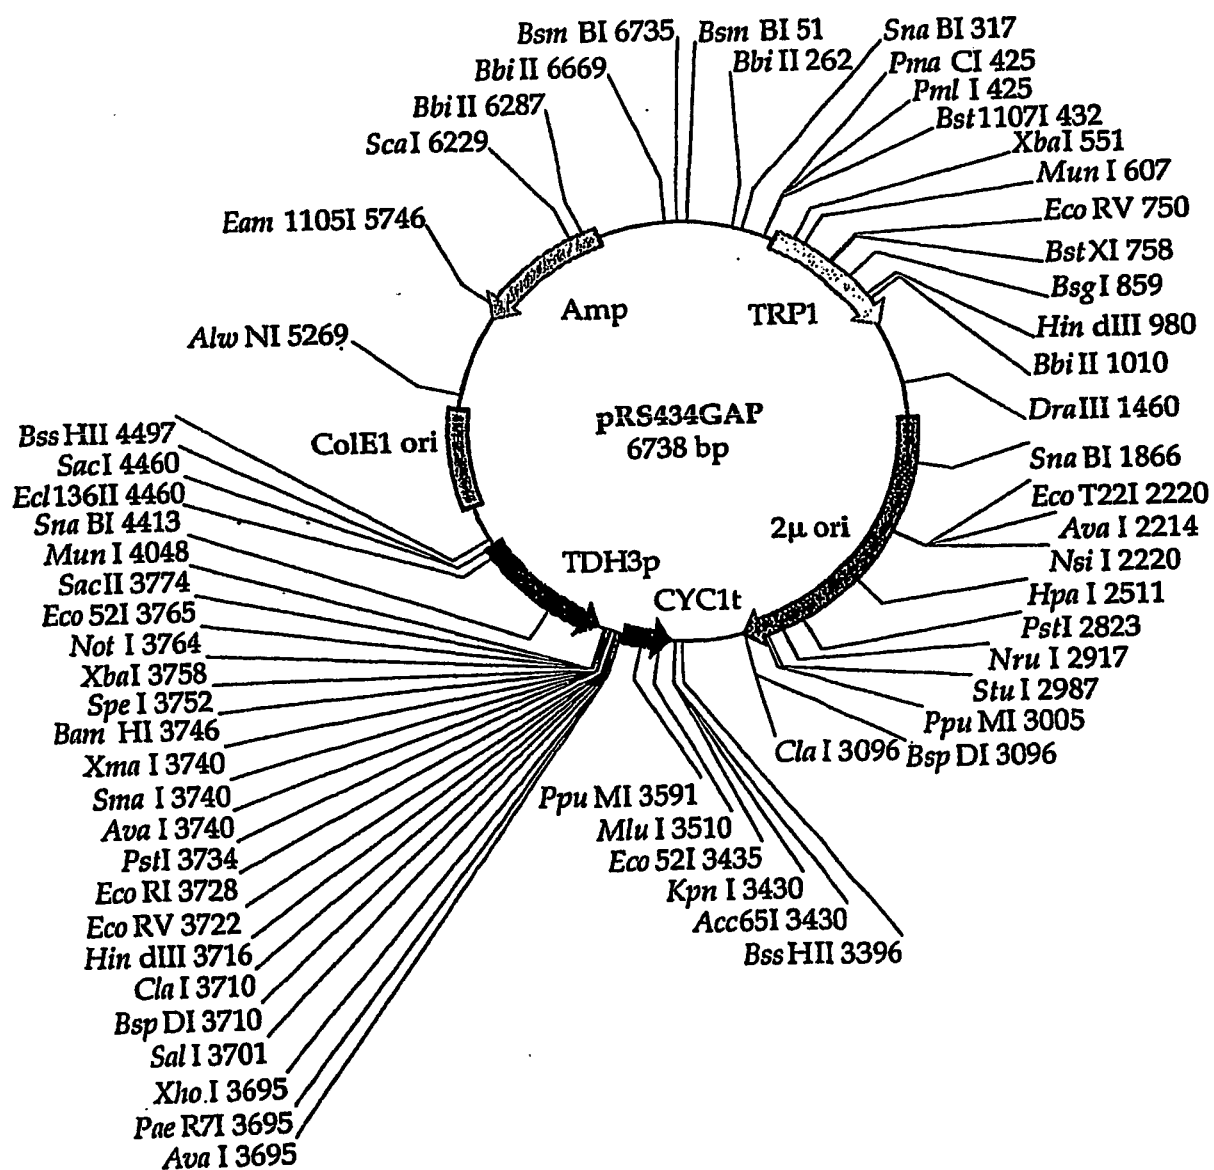 Bsm BI 6735
Bsm BI 51
Sna BI 317
Bbi II 6669
Bbi II 262
Pma CI 425
Bbi II 6287
Pml I 425
Sca I 6229
Bst 1107I 432
Xba I 551
Mun I 607
Eam 1105I 5746
Eco RV 750
Bst XI 758
Bsg I 859
Amp
TRP1
Hin dIII 980
Alw NI 5269
Bbi II 1010
Dra III 1460
pRS434GAP
6738 bp
ColE1 ori
Bss HII 4497
Sac I 4460
Ecl 136II 4460
Sna BI 4413
Mun I 4048
Sac II 3774
Eco 52I 3765
Not I 3764
Xba I 3758
Spe I 3752
Bam HI 3746
Xma I 3740
Sma I 3740
Ava I 3740
Pst I 3734
Eco RI 3728
Eco RV 3722
Hin dIII 3716
Cla I 3710
Bsp DI 3710
Sal I 3701
Xho I 3695
Pae R7I 3695
Ava I 3695
Sna BI 1866
Eco T22I 2220
2μ ori
Ava I 2214
Nsi I 2220
TDH3p
CYC1t
Hpa I 2511
Pst I 2823
Nru I 2917
Stu I 2987
Ppu MI 3005
Cla I 3096
Bsp DI 3096
Ppu MI 3591
Mlu I 3510
Eco 52I 3435
Kpn I 3430
Acc 65I 3430
Bss HII 3396